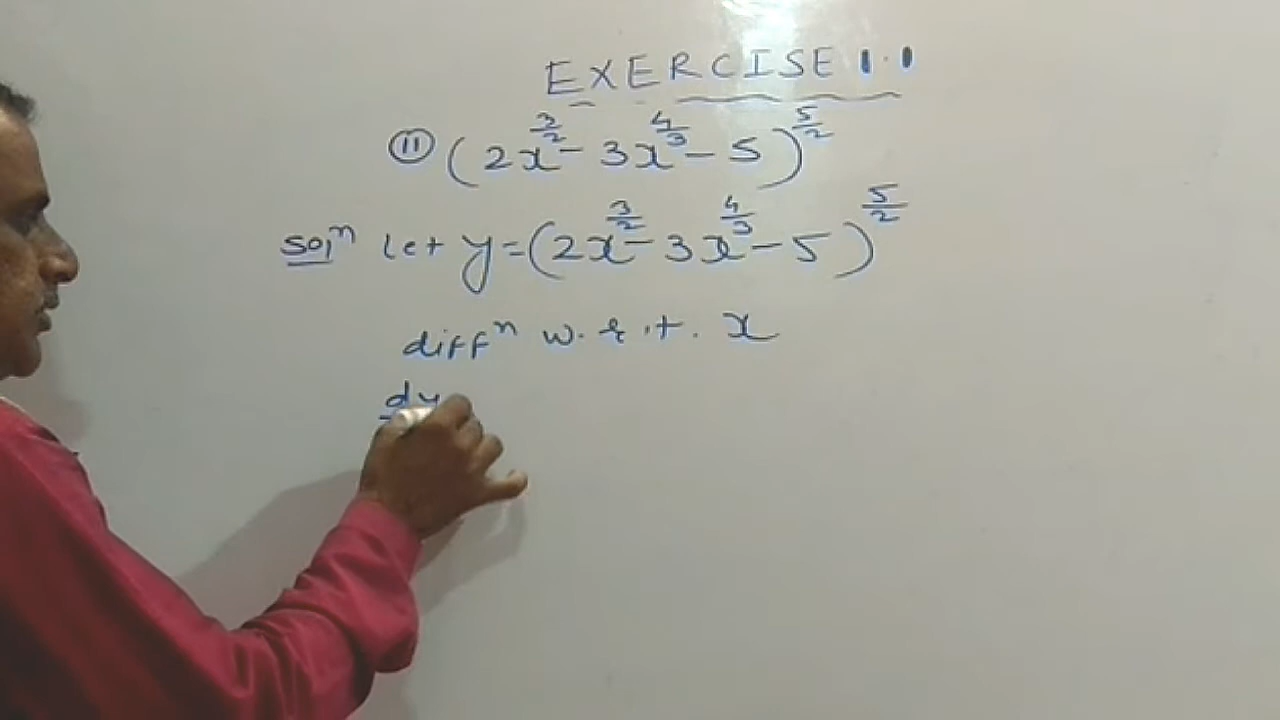 EXERCISE 1.1
⑪ (2x^(3/2) - 3x^(4/3) - 5)^(5/2)
Solⁿ let y = (2x^(3/2) - 3x^(4/3) - 5)^(5/2)
diffⁿ w.r.t. x
dy